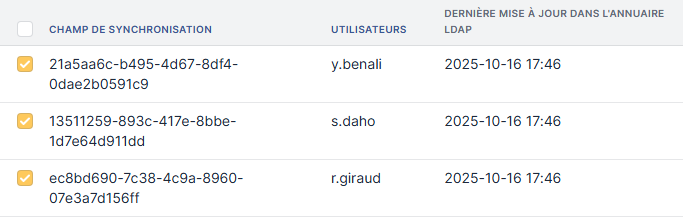 CHAMP DE SYNCHRONISATION UTILISATEURS DERNIÈRE MISE À JOUR DANS L'ANNUAIRE
LDAP
21a5aa6c-b495-4d67-8df4- y.benali 2025-10-16 17:46
0dae2b0591c9
13511259-893c-417e-8bbe- s.daho 2025-10-16 17:46
1d7e64d911dd
ec8bd690-7c38-4c9a-8960- r.giraud 2025-10-16 17:46
07e3a7d156ff